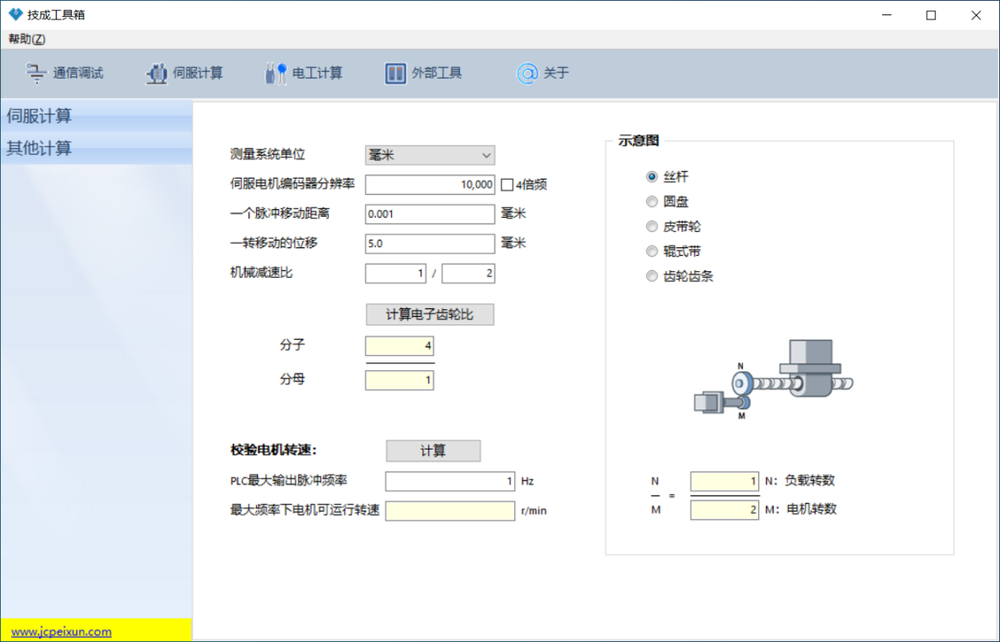 技成工具箱
帮助(Z)
通信调试 伺服计算 电工计算 外部工具 关于
伺服计算
其他计算
测量系统单位 毫米
伺服电机编码器分辨率 10,000 4倍频
一个脉冲移动距离 0.001 毫米
一转移动的位移 5.0 毫米
机械减速比 1 / 2
计算电子齿轮比
分子 4
分母 1
校验电机转速: 计算
PLC最大输出脉冲频率 1 Hz
最大频率下电机可运行转速 r/min
示意图
丝杆
圆盘
皮带轮
辊式带
齿轮齿条
N
M
N = 1 N：负载转数
M 2 M：电机转数
www.jcpeixun.com